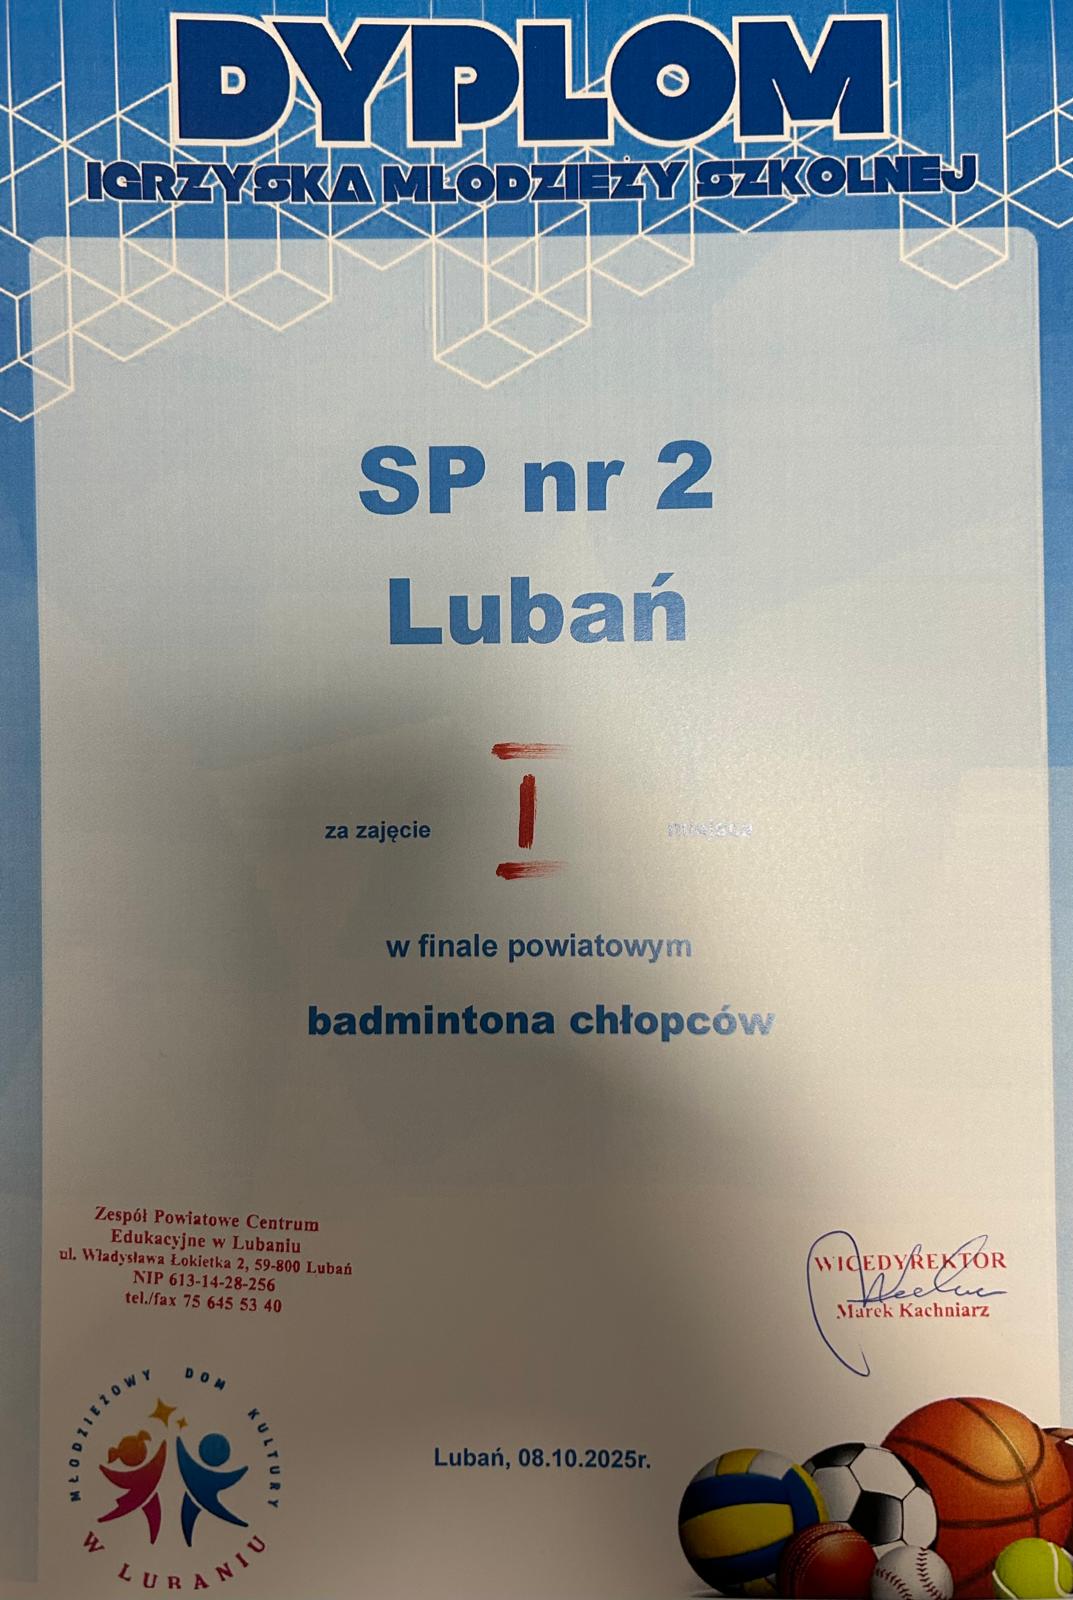 DYPLOM
IGRZYSKA MŁODZIEŻY SZKOLNEJ
SP nr 2
Lubań
za zajęcie I miejsca
w finale powiatowym
badmintona chłopców
Zespół Powiatowe Centrum
Edukacyjne w Lubaniu
ul. Władysława Łokietka 2, 59-800 Lubań
NIP 613-14-28-256
tel./fax 75 645 53 40
WICEDYREKTOR
Marek Kachniarz
MŁODZIEŻOWY DOM KULTURY
W LUBANIU
Lubań, 08.10.2025r.